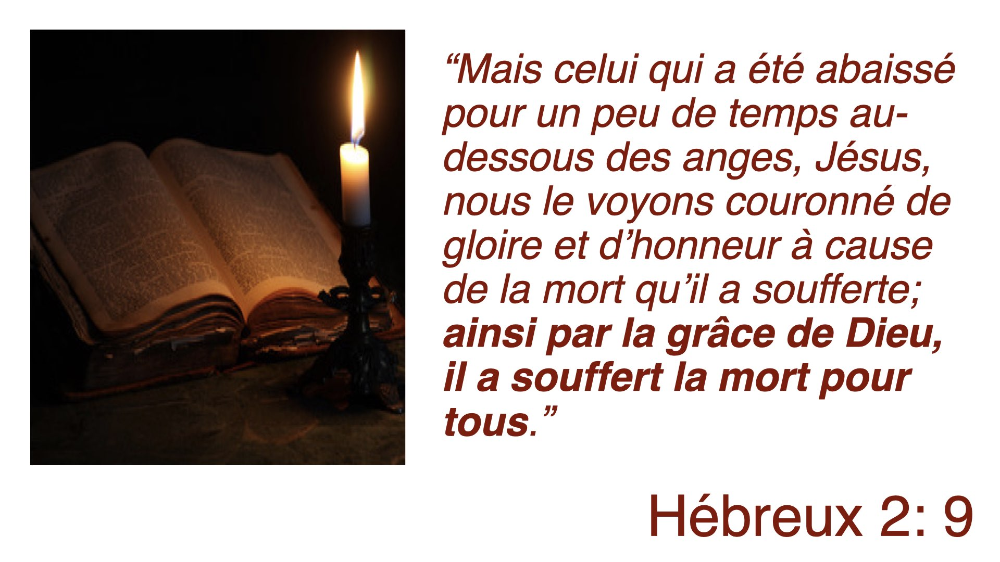 “Mais celui qui a été abaissé
pour un peu de temps au-
dessous des anges, Jésus,
nous le voyons couronné de
gloire et d’honneur à cause
de la mort qu’il a soufferte;
ainsi par la grâce de Dieu,
il a souffert la mort pour
tous.”
Hébreux 2: 9